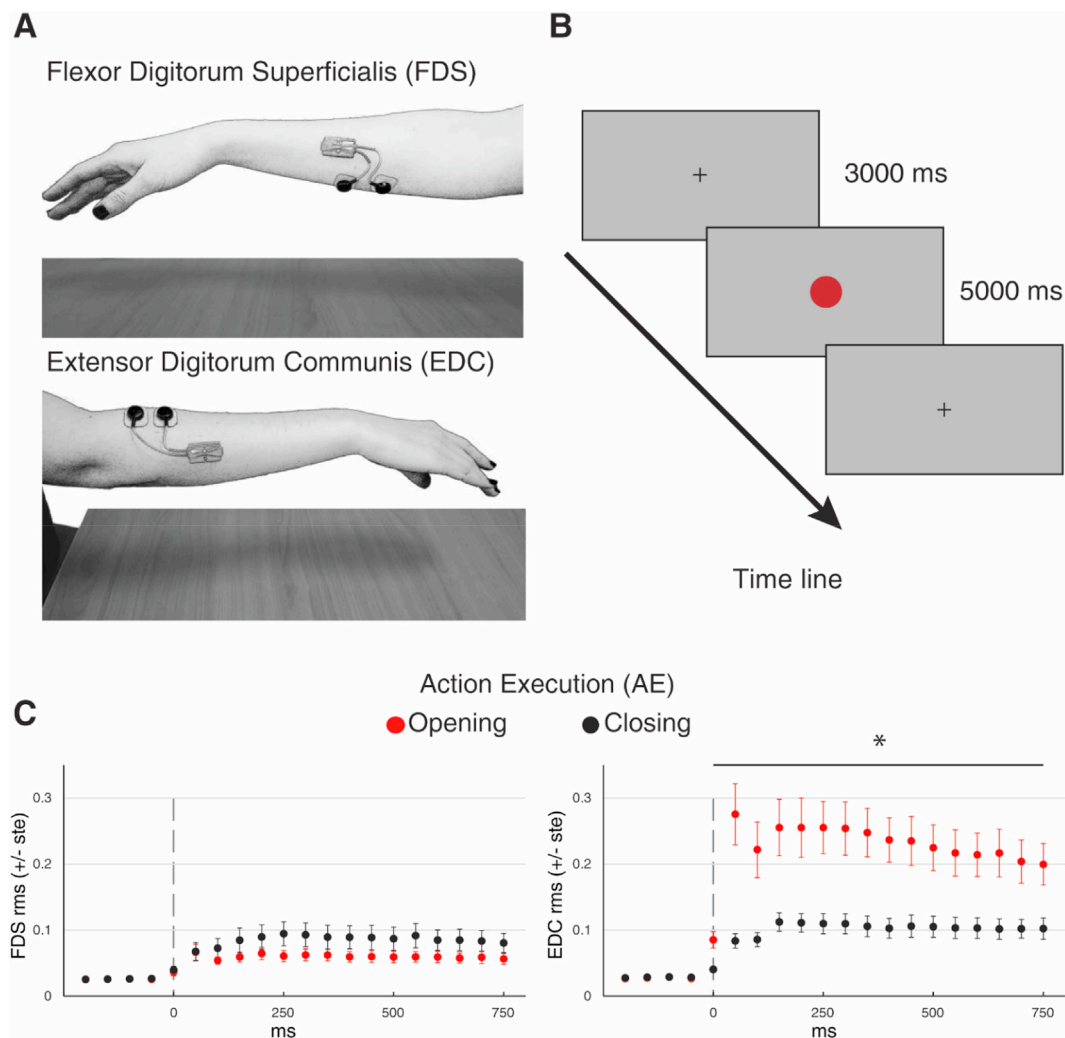 A
Flexor Digitorum Superficialis (FDS)
Extensor Digitorum Communis (EDC)
B
3000 ms
5000 ms
Time line
Action Execution (AE)
C
Opening
Closing
FDS rms (+/- ste)
0.3
0.2
0.1
0
0
250
500
750
ms
*
EDC rms (+/- ste)
0.3
0.2
0.1
0
0
250
500
750
ms